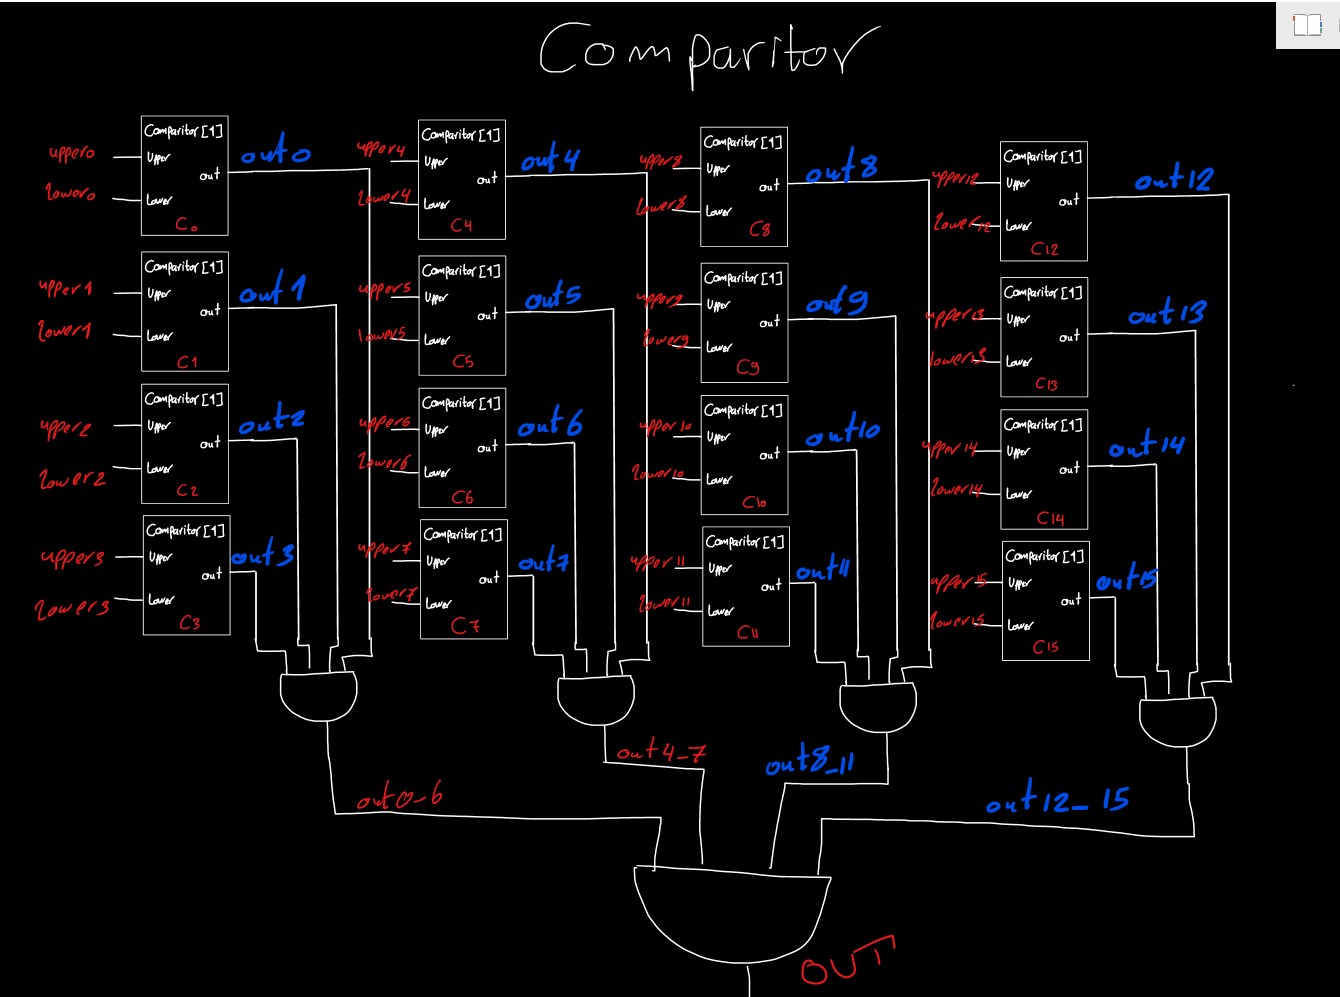 Comparitor
Comparitor [1]
upper0
Upper
out
out0
lower0
Lower
C0
Comparitor [1]
upper1
Upper
out
out1
lower1
Lower
C1
Comparitor [1]
upper2
Upper
out
out2
lower2
Lower
C2
Comparitor [1]
upper3
Upper
out
out3
lower3
Lower
C3
Comparitor [1]
upper4
Upper
out
out4
lower4
Lower
C4
Comparitor [1]
upper5
Upper
out
out5
lower5
Lower
C5
Comparitor [1]
upper6
Upper
out
out6
lower6
Lower
C6
Comparitor [1]
upper7
Upper
out
out7
lower7
Lower
C7
Comparitor [1]
upper8
Upper
out
out8
lower8
Lower
C8
Comparitor [1]
upper9
Upper
out
out9
lower9
Lower
C9
Comparitor [1]
upper10
Upper
out
out10
lower10
Lower
C10
Comparitor [1]
upper11
Upper
out
out11
lower11
Lower
C11
Comparitor [1]
upper12
Upper
out
out12
lower12
Lower
C12
Comparitor [1]
upper13
Upper
out
out13
lower13
Lower
C13
Comparitor [1]
upper14
Upper
out
out14
lower14
Lower
C14
Comparitor [1]
upper15
Upper
out
out15
lower15
Lower
C15
out0-6
out4_7
out8_11
out12_15
OUT